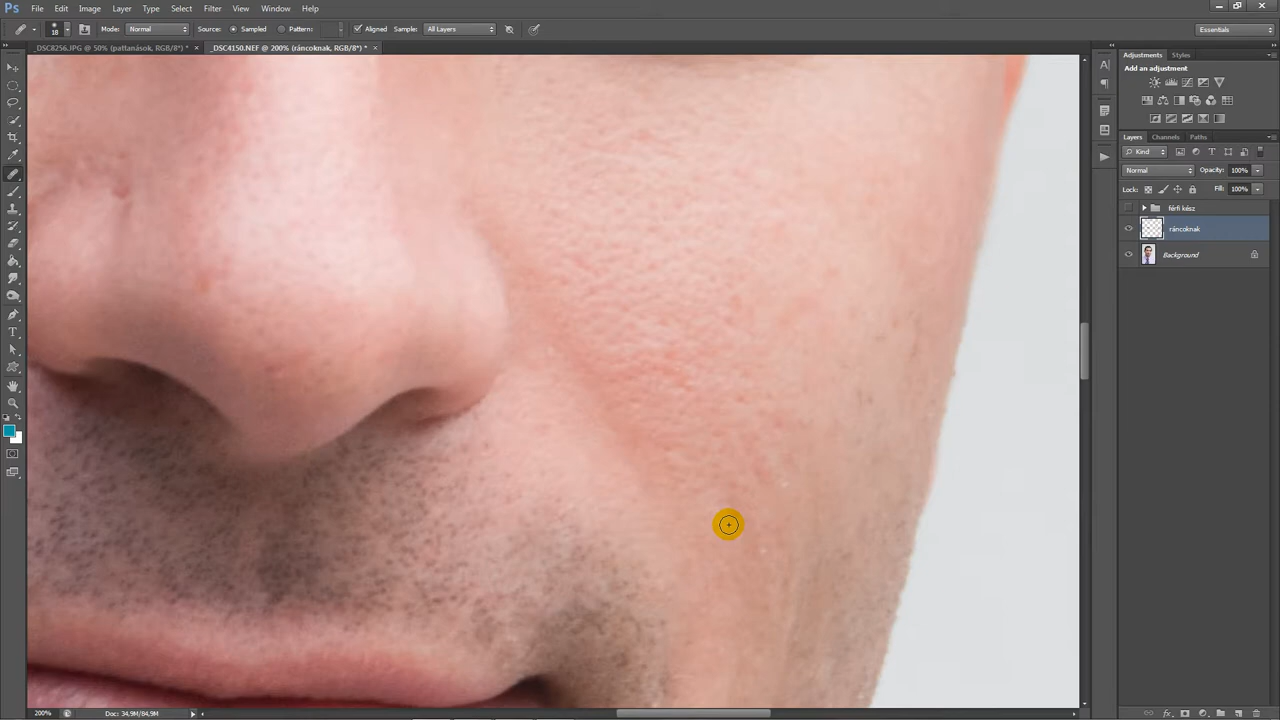 Ps File Edit Image Layer Type Select Filter View Window Help
18 Mode: Normal Source: Sampled Pattern Aligned Sample: All Layers Essentials
_DSC8256.JPG @ 50% (pattanások, RGB/8*) * × _DSC4150.NEF @ 200% (ráncoknak, RGB/8*) * ×
Adjustments Styles
Add an adjustment
Layers Channels Paths
Kind
Normal Opacity: 100%
Lock: Fill: 100%
férfi kész
ráncoknak
Background
200% Doc: 34,9M/84,9M